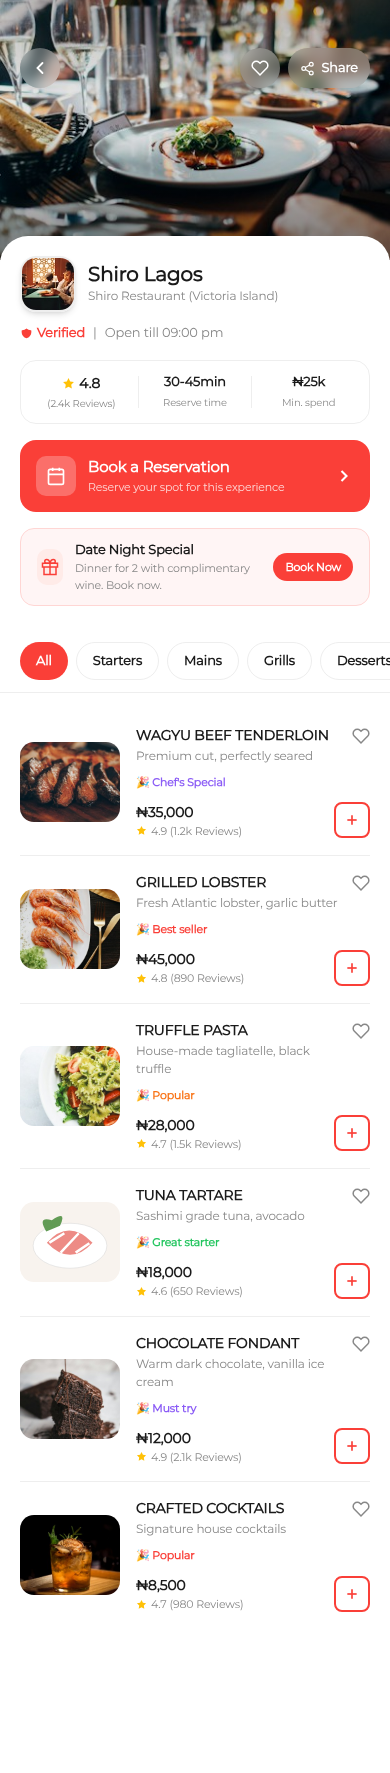 Share
Shiro Lagos
Shiro Restaurant (Victoria Island)
Verified | Open till 09:00 pm
4.8
(2.4k Reviews)
30-45min
Reserve time
₦25k
Min. spend
Book a Reservation
Reserve your spot for this experience
Date Night Special
Dinner for 2 with complimentary
wine. Book now.
Book Now
All
Starters
Mains
Grills
Desserts
WAGYU BEEF TENDERLOIN
Premium cut, perfectly seared
🎉 Chef's Special
₦35,000
4.9 (1.2k Reviews)
GRILLED LOBSTER
Fresh Atlantic lobster, garlic butter
🎉 Best seller
₦45,000
4.8 (890 Reviews)
TRUFFLE PASTA
House-made tagliatelle, black
truffle
🎉 Popular
₦28,000
4.7 (1.5k Reviews)
TUNA TARTARE
Sashimi grade tuna, avocado
🎉 Great starter
₦18,000
4.6 (650 Reviews)
CHOCOLATE FONDANT
Warm dark chocolate, vanilla ice
cream
🎉 Must try
₦12,000
4.9 (2.1k Reviews)
CRAFTED COCKTAILS
Signature house cocktails
🎉 Popular
₦8,500
4.7 (980 Reviews)